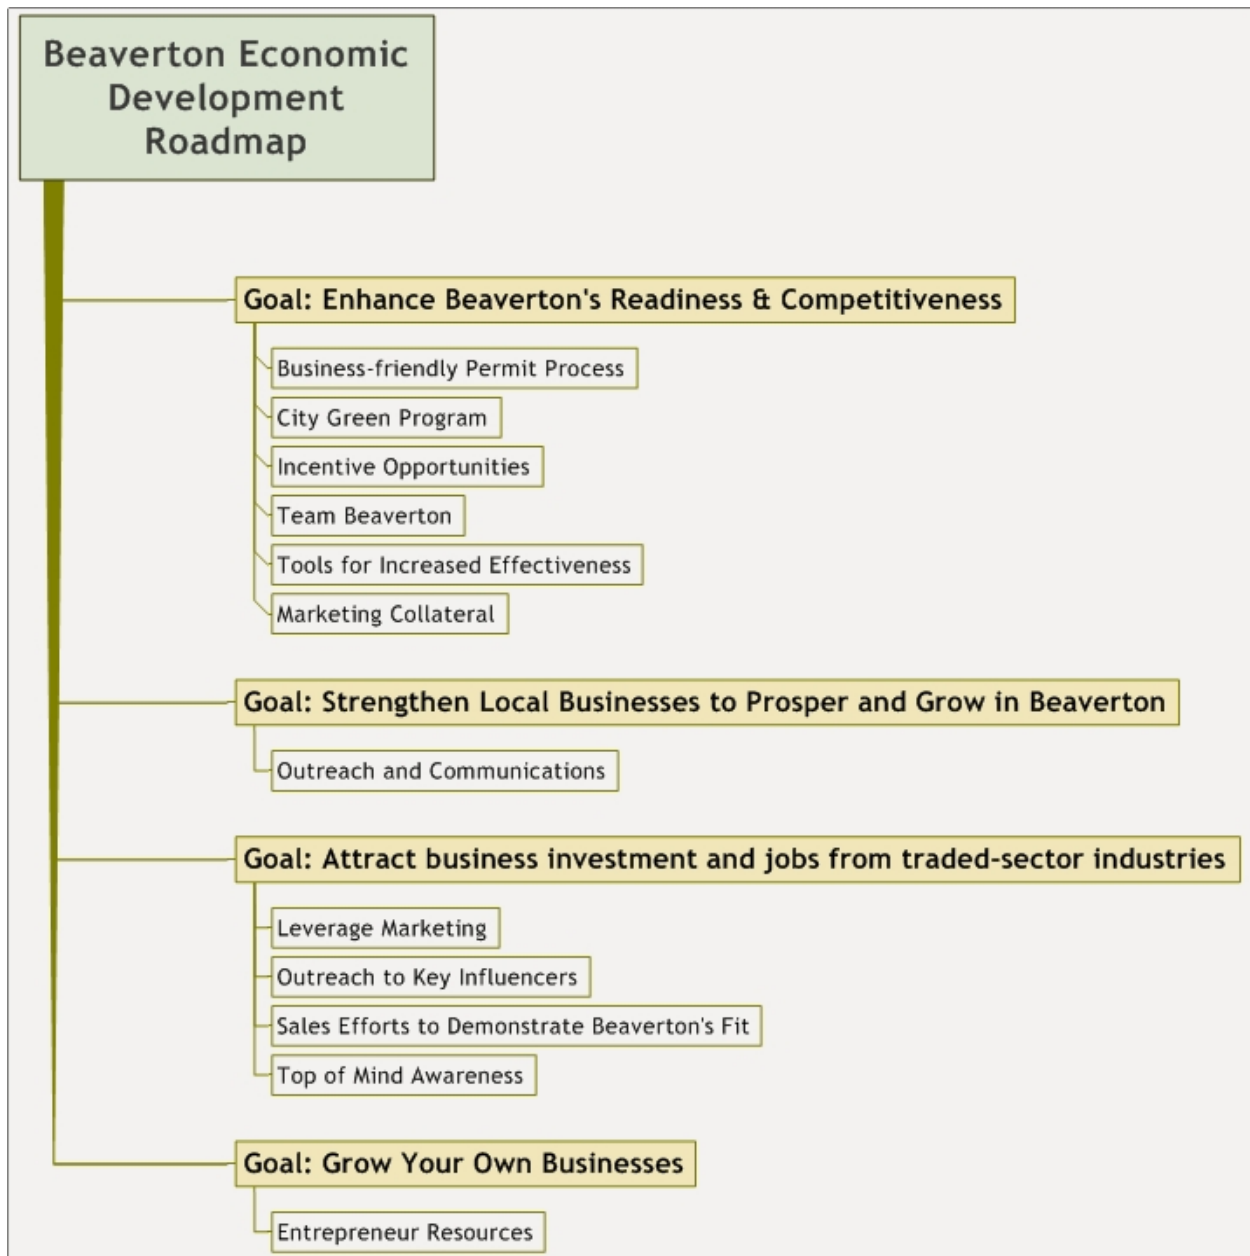 Beaverton Economic
Development
Roadmap
Goal: Enhance Beaverton's Readiness & Competitiveness
Business-friendly Permit Process
City Green Program
Incentive Opportunities
Team Beaverton
Tools for Increased Effectiveness
Marketing Collateral
Goal: Strengthen Local Businesses to Prosper and Grow in Beaverton
Outreach and Communications
Goal: Attract business investment and jobs from traded-sector industries
Leverage Marketing
Outreach to Key Influencers
Sales Efforts to Demonstrate Beaverton's Fit
Top of Mind Awareness
Goal: Grow Your Own Businesses
Entrepreneur Resources